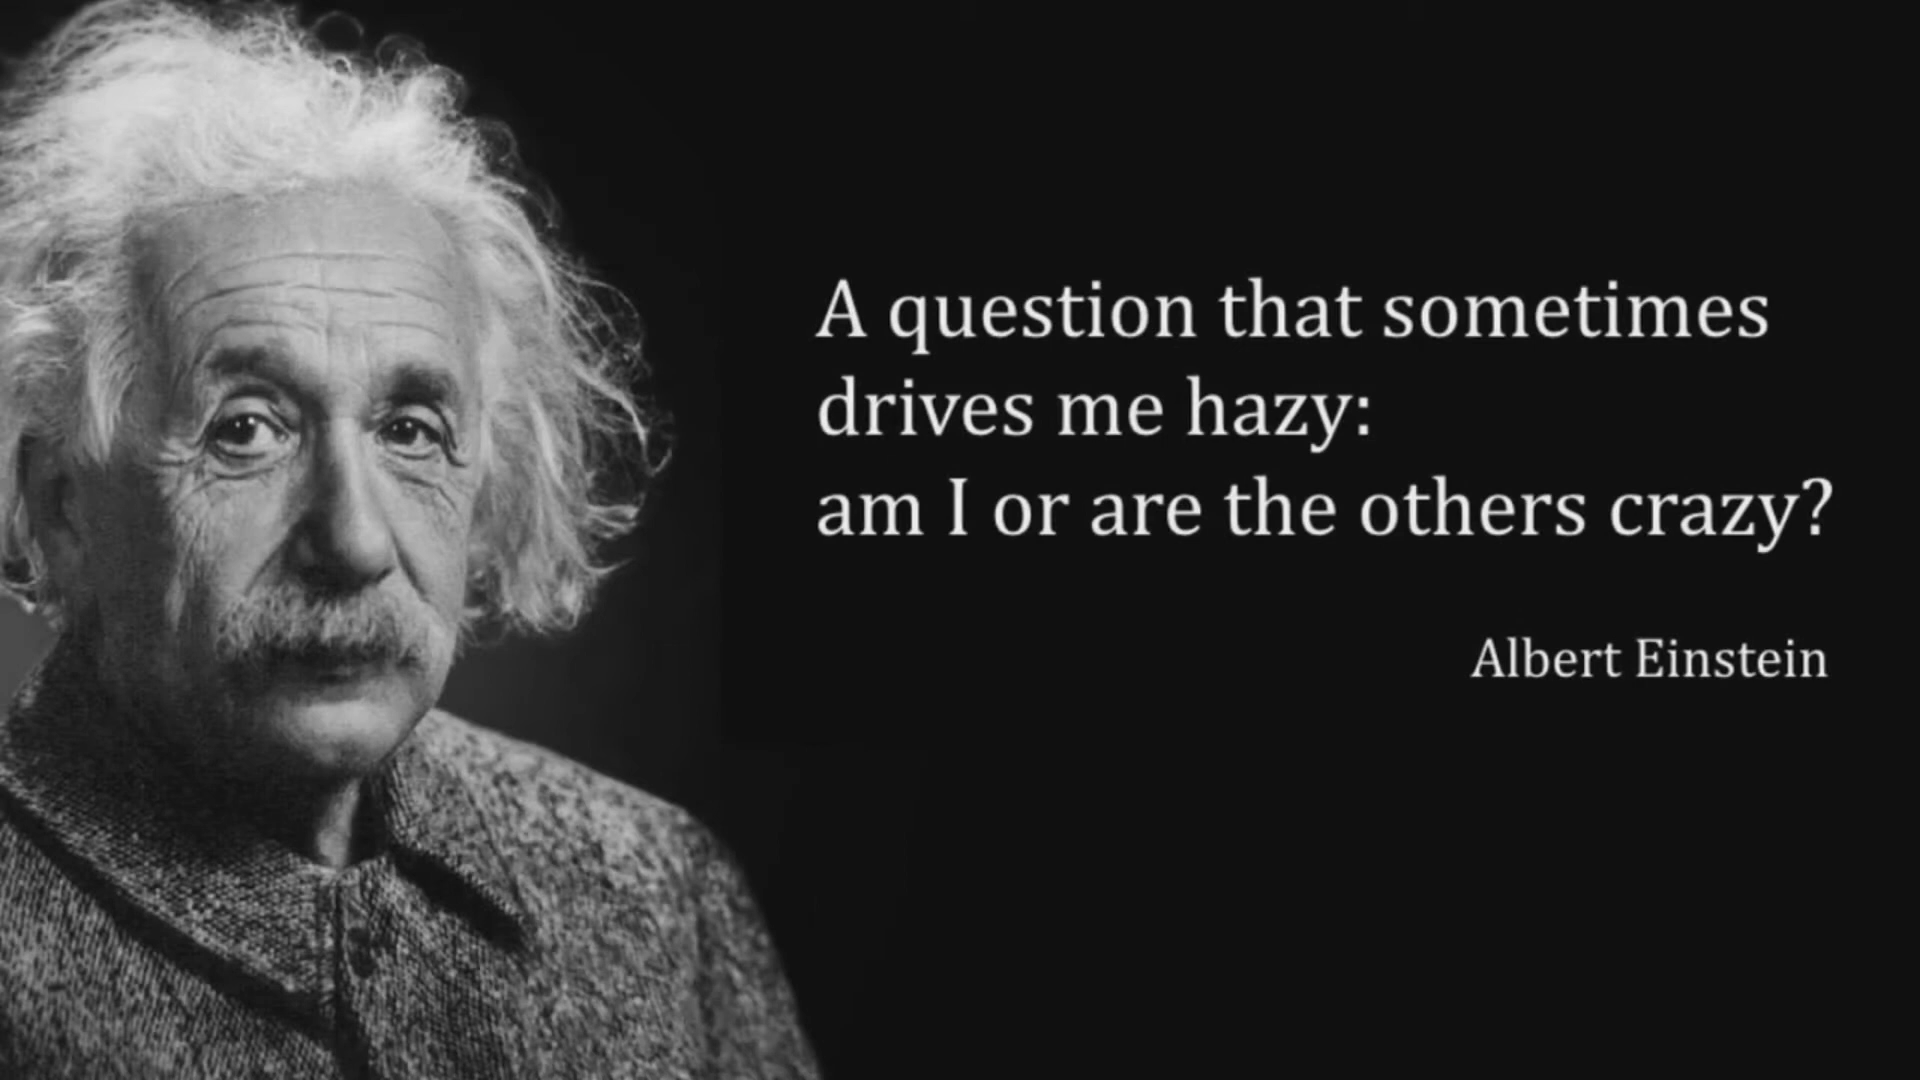 A question that sometimes
drives me hazy:
am I or are the others crazy?
Albert Einstein